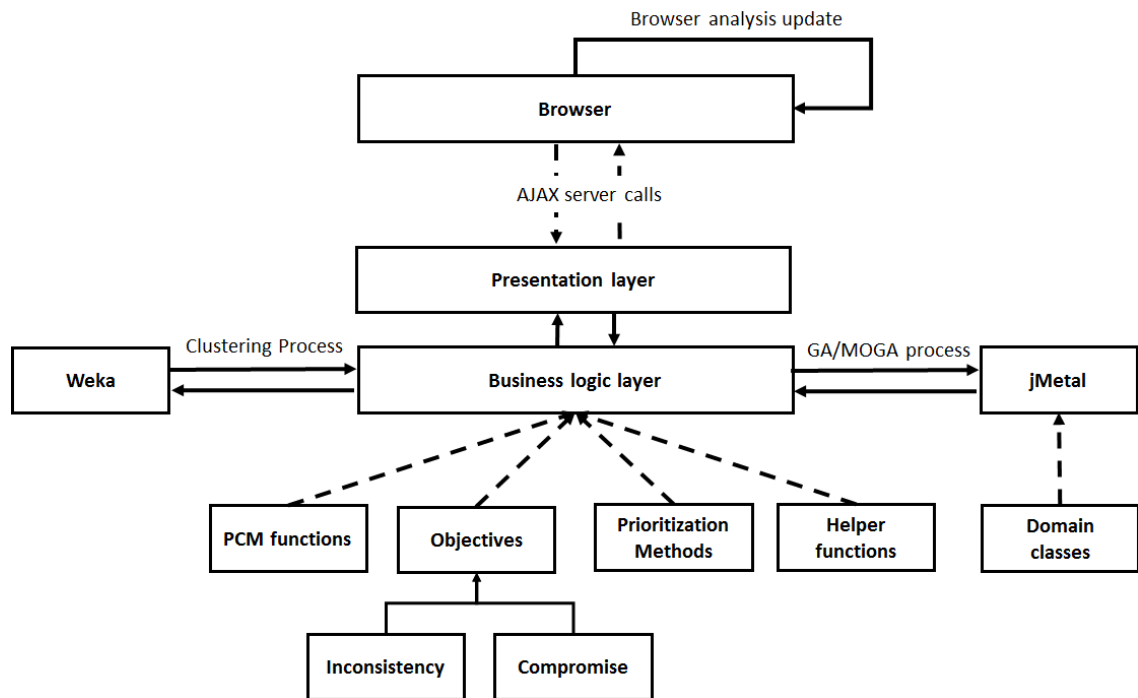 Browser analysis update
Browser
AJAX server calls
Presentation layer
Clustering Process
GA/MOGA process
Weka
Business logic layer
jMetal
PCM functions
Objectives
Prioritization
Methods
Helper
functions
Domain
classes
Inconsistency
Compromise